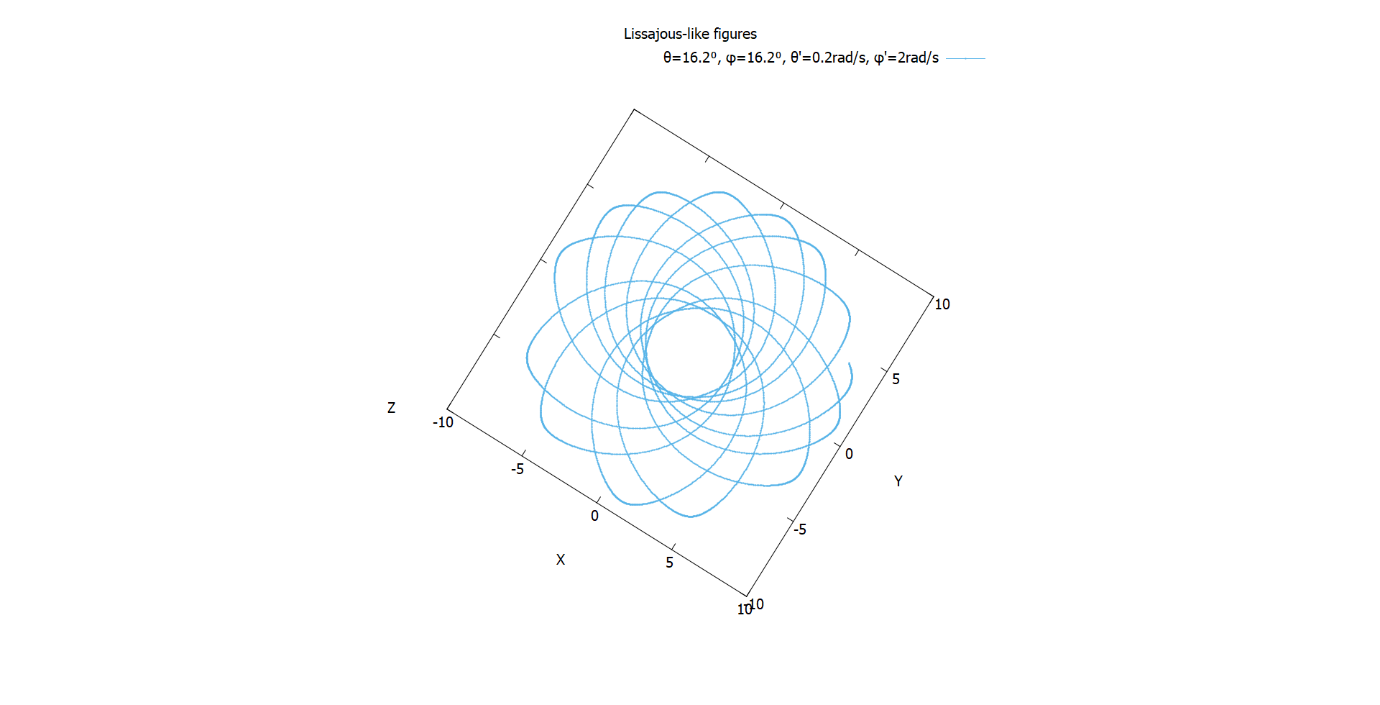 Lissajous-like figures
θ=16.2º, φ=16.2º, θ'=0.2rad/s, φ'=2rad/s
10
5
Z
-10
-5
0
Y
0
-5
X
5
10
-10